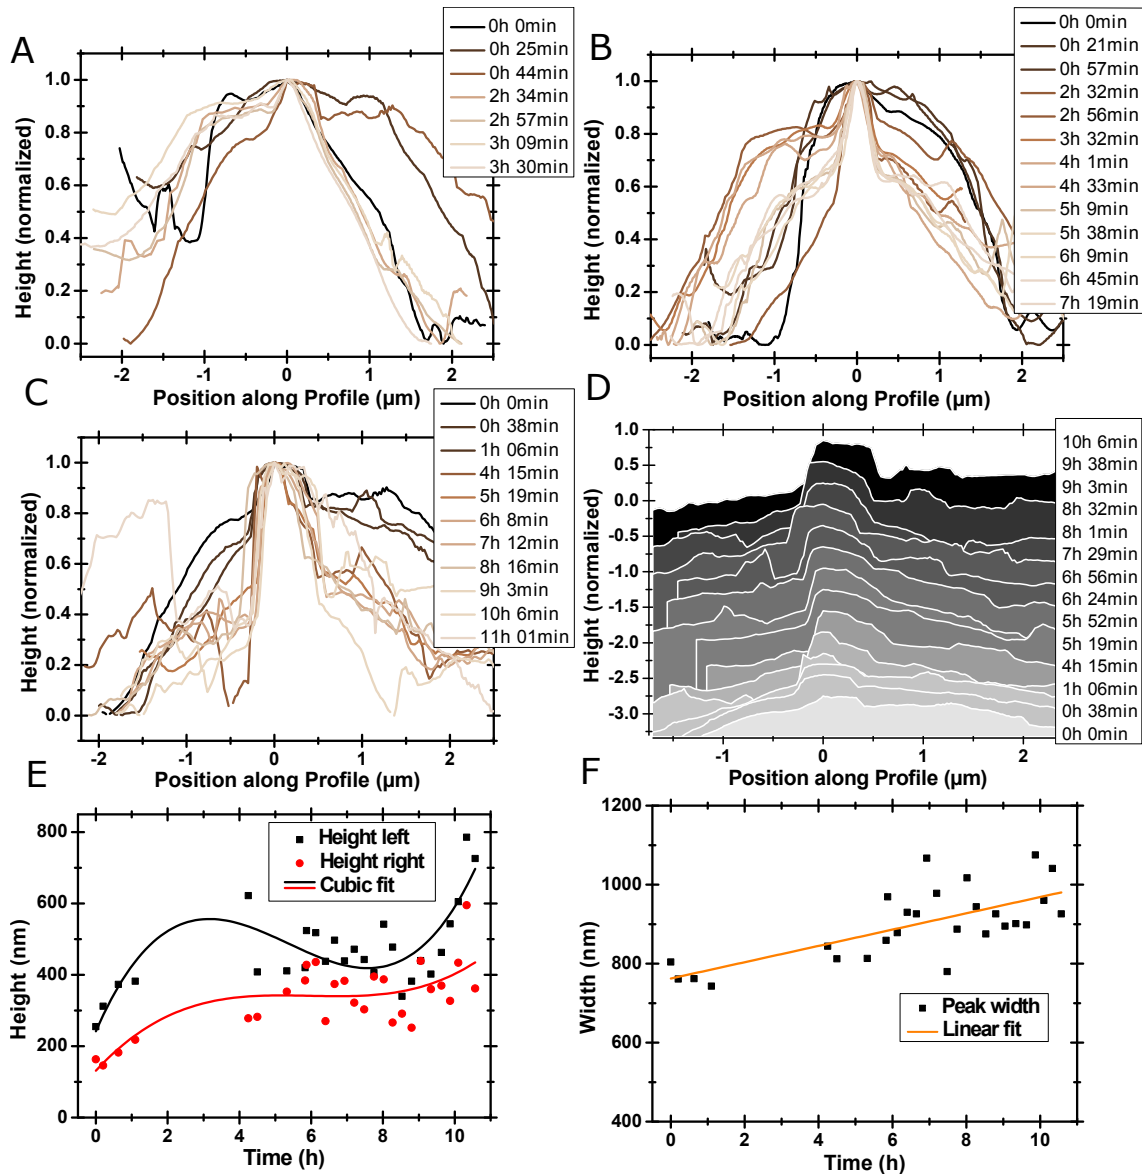 A
0h 0min
0h 25min
0h 44min
2h 34min
2h 57min
3h 09min
3h 30min
1.0
0.8
0.6
0.4
0.2
0.0
Height (normalized)
-2 -1 0 1 2
Position along Profile (µm)
B
0h 0min
0h 21min
0h 57min
2h 32min
2h 56min
3h 32min
4h 1min
4h 33min
5h 9min
5h 38min
6h 9min
6h 45min
7h 19min
1.0
0.8
0.6
0.4
0.2
0.0
Height (normalized)
-2 -1 0 1 2
Position along Profile (µm)
C
0h 0min
0h 38min
1h 06min
4h 15min
5h 19min
6h 8min
7h 12min
8h 16min
9h 3min
10h 6min
11h 01min
1.0
0.8
0.6
0.4
0.2
0.0
Height (normalized)
-2 -1 0 1 2
Position along Profile (µm)
D
1.0
0.5
0.0
-0.5
-1.0
-1.5
-2.0
-2.5
-3.0
Height (normalized)
10h 6min
9h 38min
9h 3min
8h 32min
8h 1min
7h 29min
6h 56min
6h 24min
5h 52min
5h 19min
4h 15min
1h 06min
0h 38min
0h 0min
-1 0 1 2
Position along Profile (µm)
E
800
600
400
200
0
Height (nm)
Height left
Height right
Cubic fit
0 2 4 6 8 10
Time (h)
F
1200
1000
800
600
400
Width (nm)
Peak width
Linear fit
0 2 4 6 8 10
Time (h)